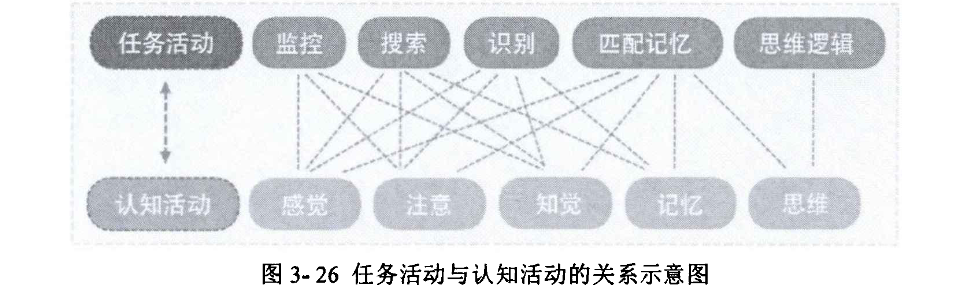 任务活动 监控 搜索 识别 匹配记忆 思维逻辑
认知活动 感觉 注意 知觉 记忆 思维
图 3-26 任务活动与认知活动的关系示意图